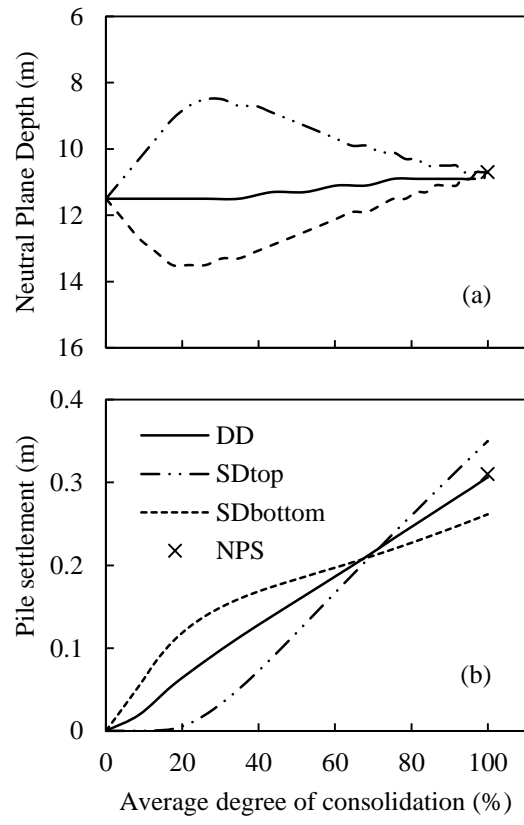 6
8
10
12
14
16
Neutral Plane Depth (m)
(a)
0.4
0.3
0.2
0.1
0
Pile settlement (m)
DD
SDtop
SDbottom
NPS
(b)
0 20 40 60 80 100
Average degree of consolidation (%)